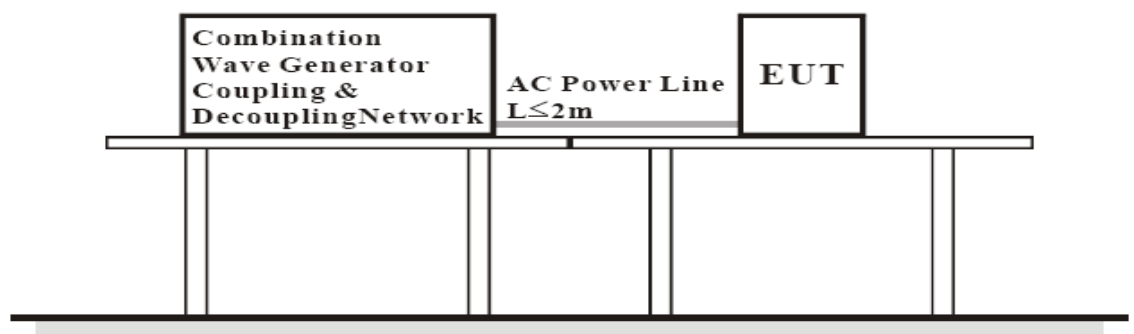 Combination
Wave Generator
Coupling &
DecouplingNetwork
AC Power Line
L≤2m
EUT